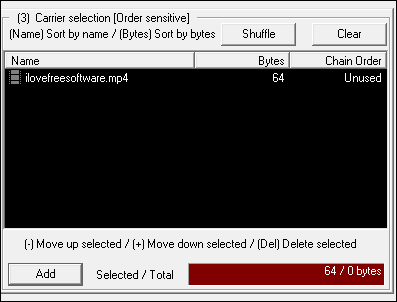 (3) Carrier selection [Order sensitive]
(Name) Sort by name / (Bytes) Sort by bytes Shuffle Clear
Name Bytes Chain Order
ilovefreesoftware.mp4 64 Unused
(-) Move up selected / (+) Move down selected / (Del) Delete selected
Add Selected / Total 64 / 0 bytes